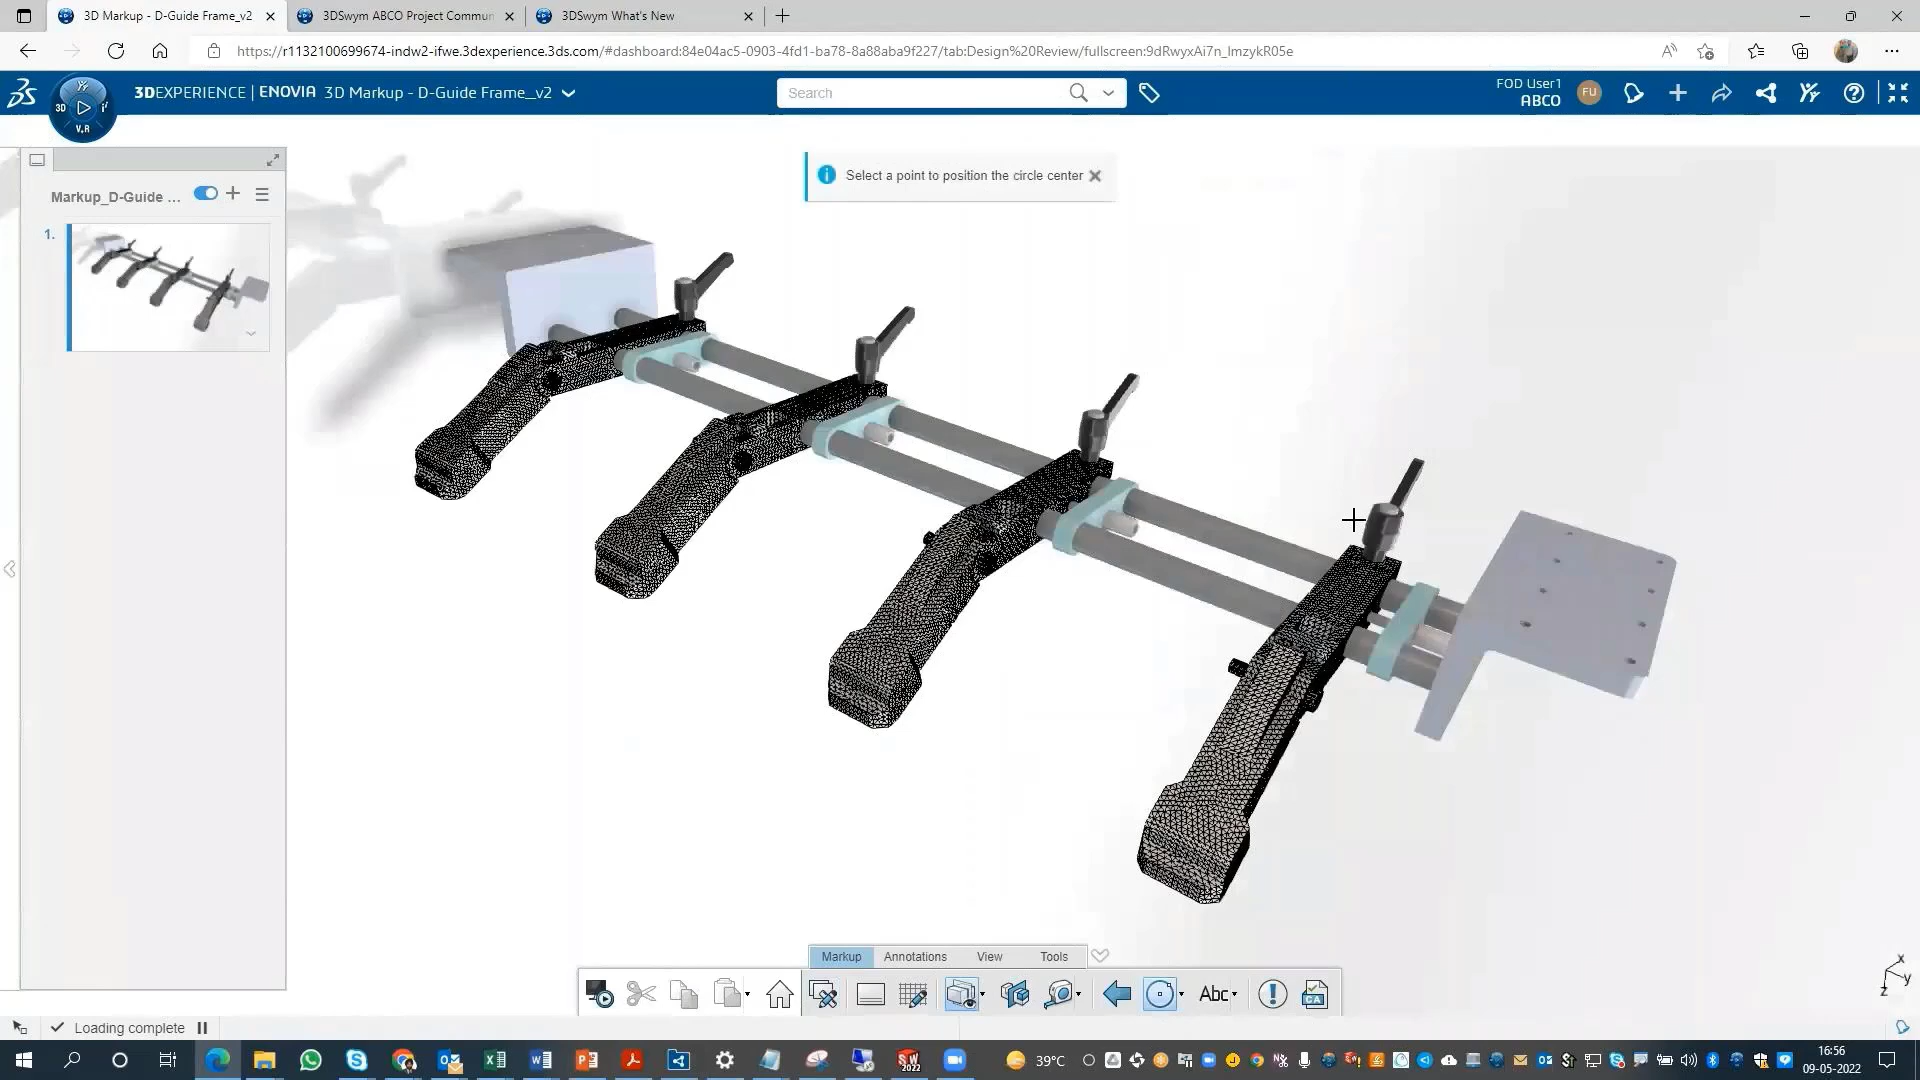 3D Markup - D-Guide Frame_v2
3DSwym ABCO Project Commun
3DSwym What's New
https://r1132100699674-indw2-ifwe.3dexperience.3ds.com/#dashboard:84e04ac5-0903-4fd1-ba78-8a88aba9f227/tab:Design%20Review/fullscreen:9dRwyxAi7n_lmzykR05e
3D
V.R
3DEXPERIENCE | ENOVIA 3D Markup - D-Guide Frame_v2
Search
FOD User1
ABCO
FU
Select a point to position the circle center
Markup_D-Guide ...
1.
Markup Annotations View Tools
Abc
x
y
z
Loading complete
39°C
16:56
09-05-2022